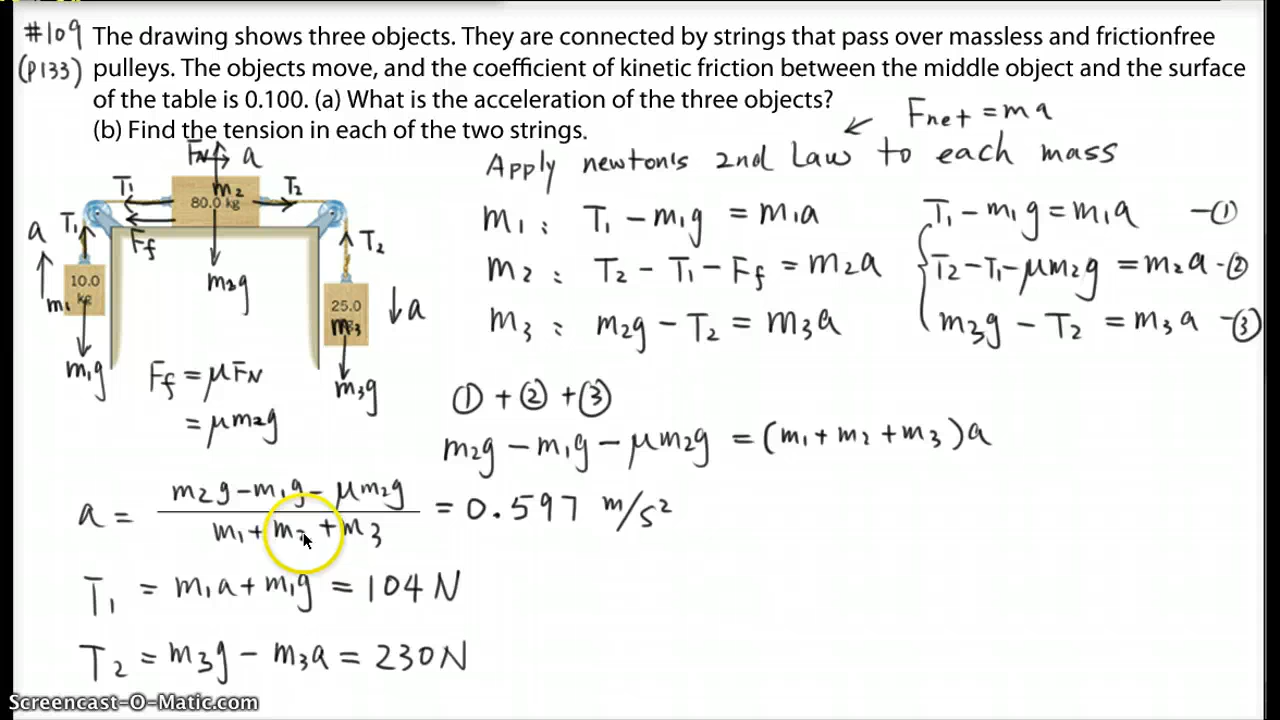 #109 The drawing shows three objects. They are connected by strings that pass over massless and frictionfree
(P133) pulleys. The objects move, and the coefficient of kinetic friction between the middle object and the surface
of the table is 0.100. (a) What is the acceleration of the three objects?
(b) Find the tension in each of the two strings.
Fnet = ma
Apply newton's 2nd Law to each mass
FN a
T1 m2 T2
80.0 kg
a T1 Ff T2
m2g
10.0
kg
m1
25.0
m3
a
m1g
m3g
Ff = μFN
= μm2g
m1 : T1 - m1g = m1a
m2 : T2 - T1 - Ff = m2a
m3 : m2g - T2 = m3a
T1 - m1g = m1a -①
T2 - T1 - μm2g = m2a -②
m3g - T2 = m3a -③
① + ② + ③
m2g - m1g - μm2g = (m1 + m2 + m3)a
a = m2g - m1g - μm2g / m1 + m2 + m3 = 0.597 m/s²
T1 = m1a + m1g = 104 N
T2 = m3g - m3a = 230N
Screencast-O-Matic.com